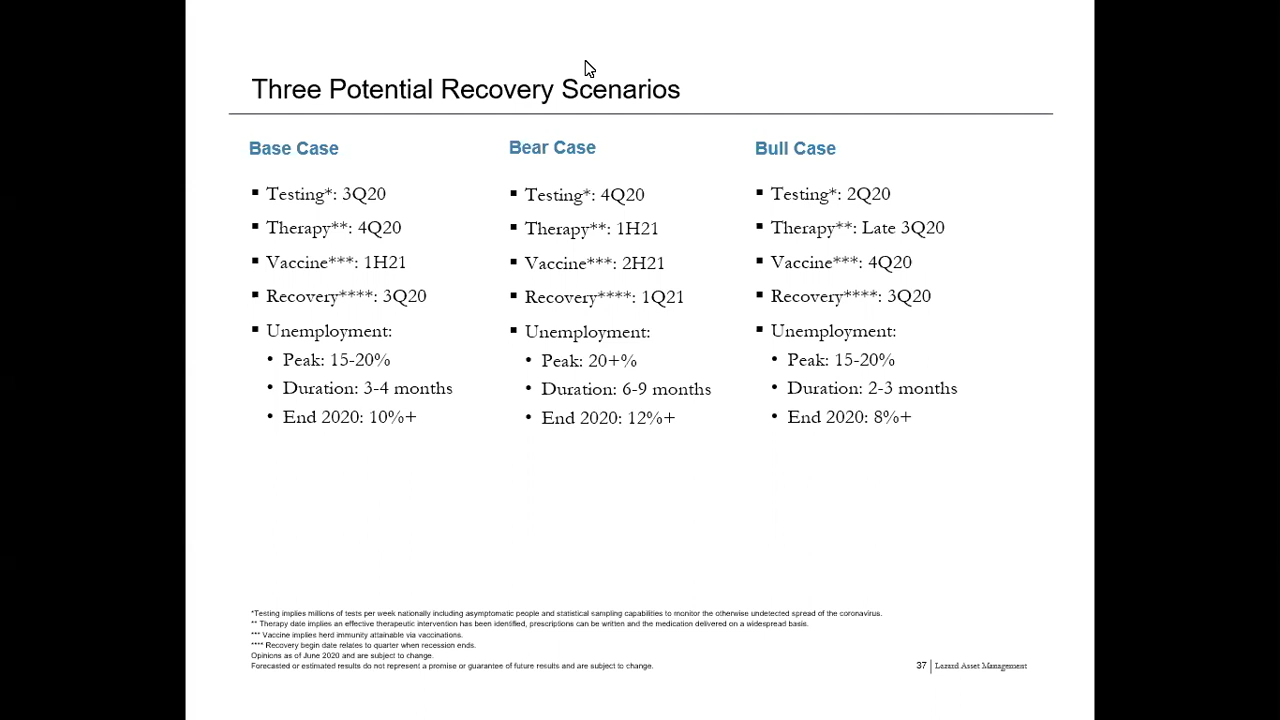 Three Potential Recovery Scenarios
Base Case
▪ Testing*: 3Q20
▪ Therapy**: 4Q20
▪ Vaccine***: 1H21
▪ Recovery****: 3Q20
▪ Unemployment:
• Peak: 15-20%
• Duration: 3-4 months
• End 2020: 10%+
Bear Case
▪ Testing*: 4Q20
▪ Therapy**: 1H21
▪ Vaccine***: 2H21
▪ Recovery****: 1Q21
▪ Unemployment:
• Peak: 20+%
• Duration: 6-9 months
• End 2020: 12%+
Bull Case
▪ Testing*: 2Q20
▪ Therapy**: Late 3Q20
▪ Vaccine***: 4Q20
▪ Recovery****: 3Q20
▪ Unemployment:
• Peak: 15-20%
• Duration: 2-3 months
• End 2020: 8%+
*Testing implies millions of tests per week nationally including asymptomatic people and statistical sampling capabilities to monitor the otherwise undetected spread of the coronavirus.
** Therapy date implies an effective therapeutic intervention has been identified, prescriptions can be written and the medication delivered on a widespread basis.
*** Vaccine implies herd immunity attainable via vaccinations.
**** Recovery begin date relates to quarter when recession ends.
Opinions as of June 2020 and are subject to change.
Forecasted or estimated results do not represent a promise or guarantee of future results and are subject to change.
37 | Lazard Asset Management